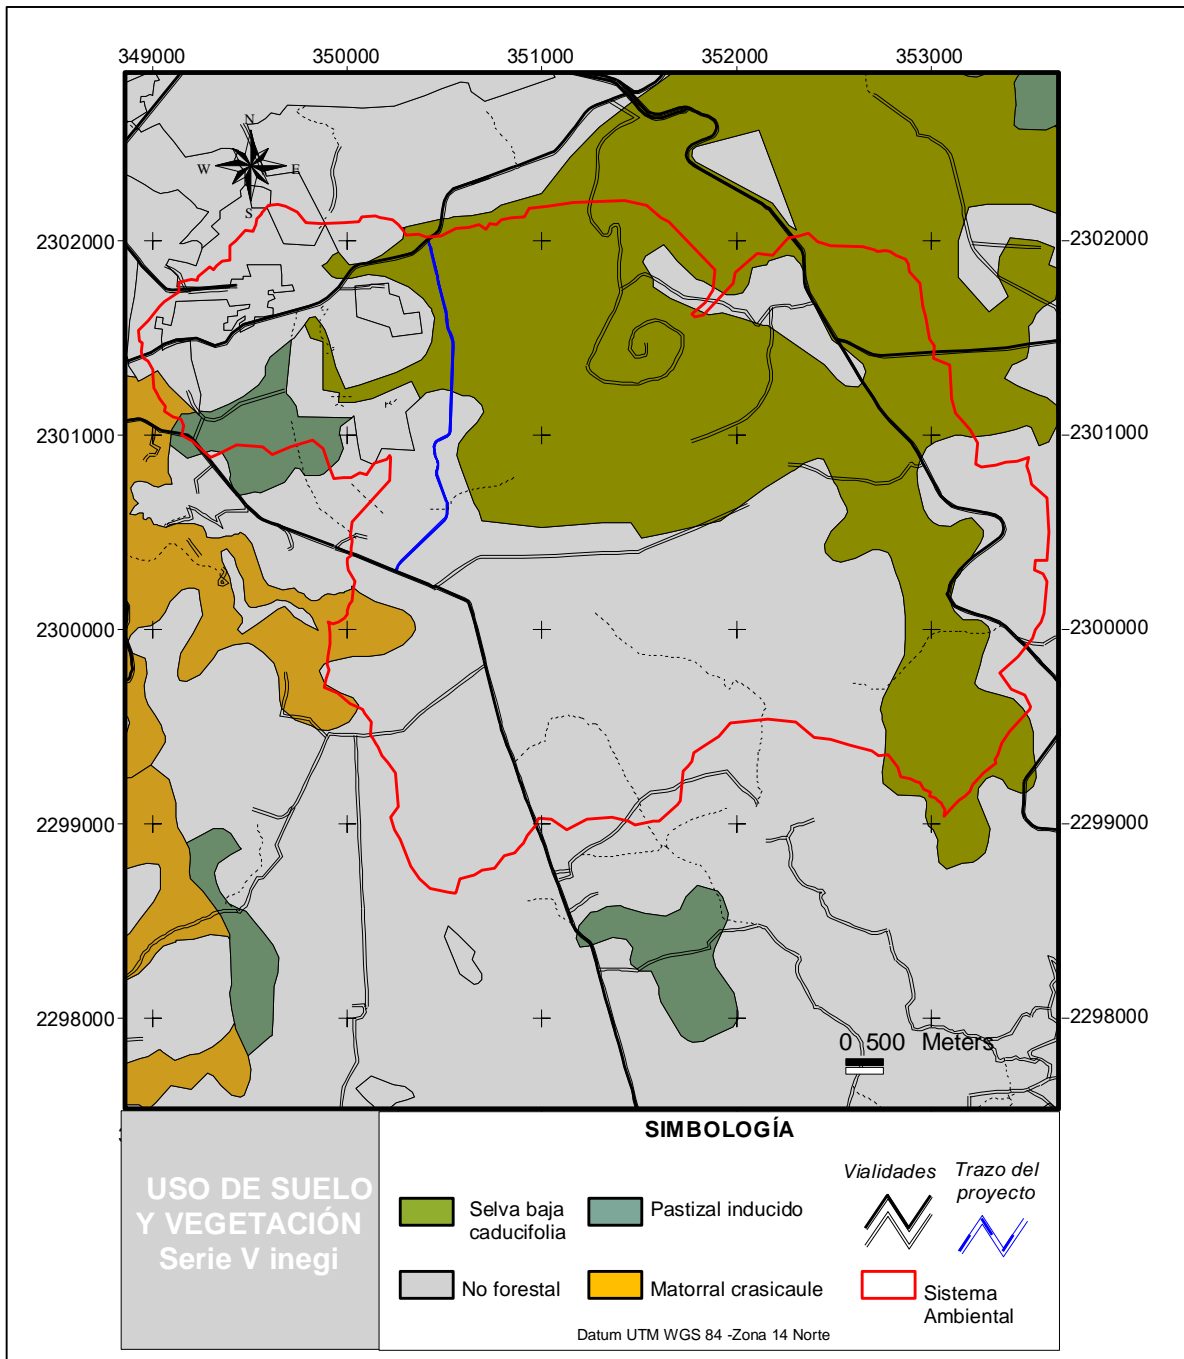 349000 350000 351000 352000 353000
N
W E
S
2302000 2302000
2301000 2301000
2300000 2300000
2299000 2299000
2298000 2298000
0 500 Meters
SIMBOLOGÍA
USO DE SUELO
Y VEGETACIÓN
Serie V inegi
Selva baja
caducifolia
Pastizal inducido
Vialidades
Trazo del
proyecto
No forestal
Matorral crasicaule
Sistema
Ambiental
Datum UTM WGS 84 -Zona 14 Norte